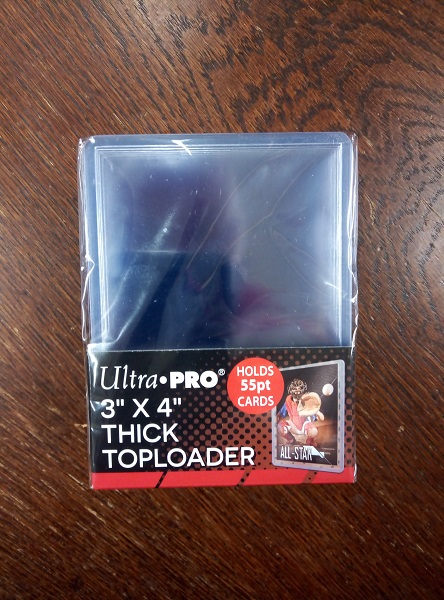 Ultra•PRO®
3" X 4"
THICK
TOPLOADER
HOLDS
55pt
CARDS
ALL-STAR